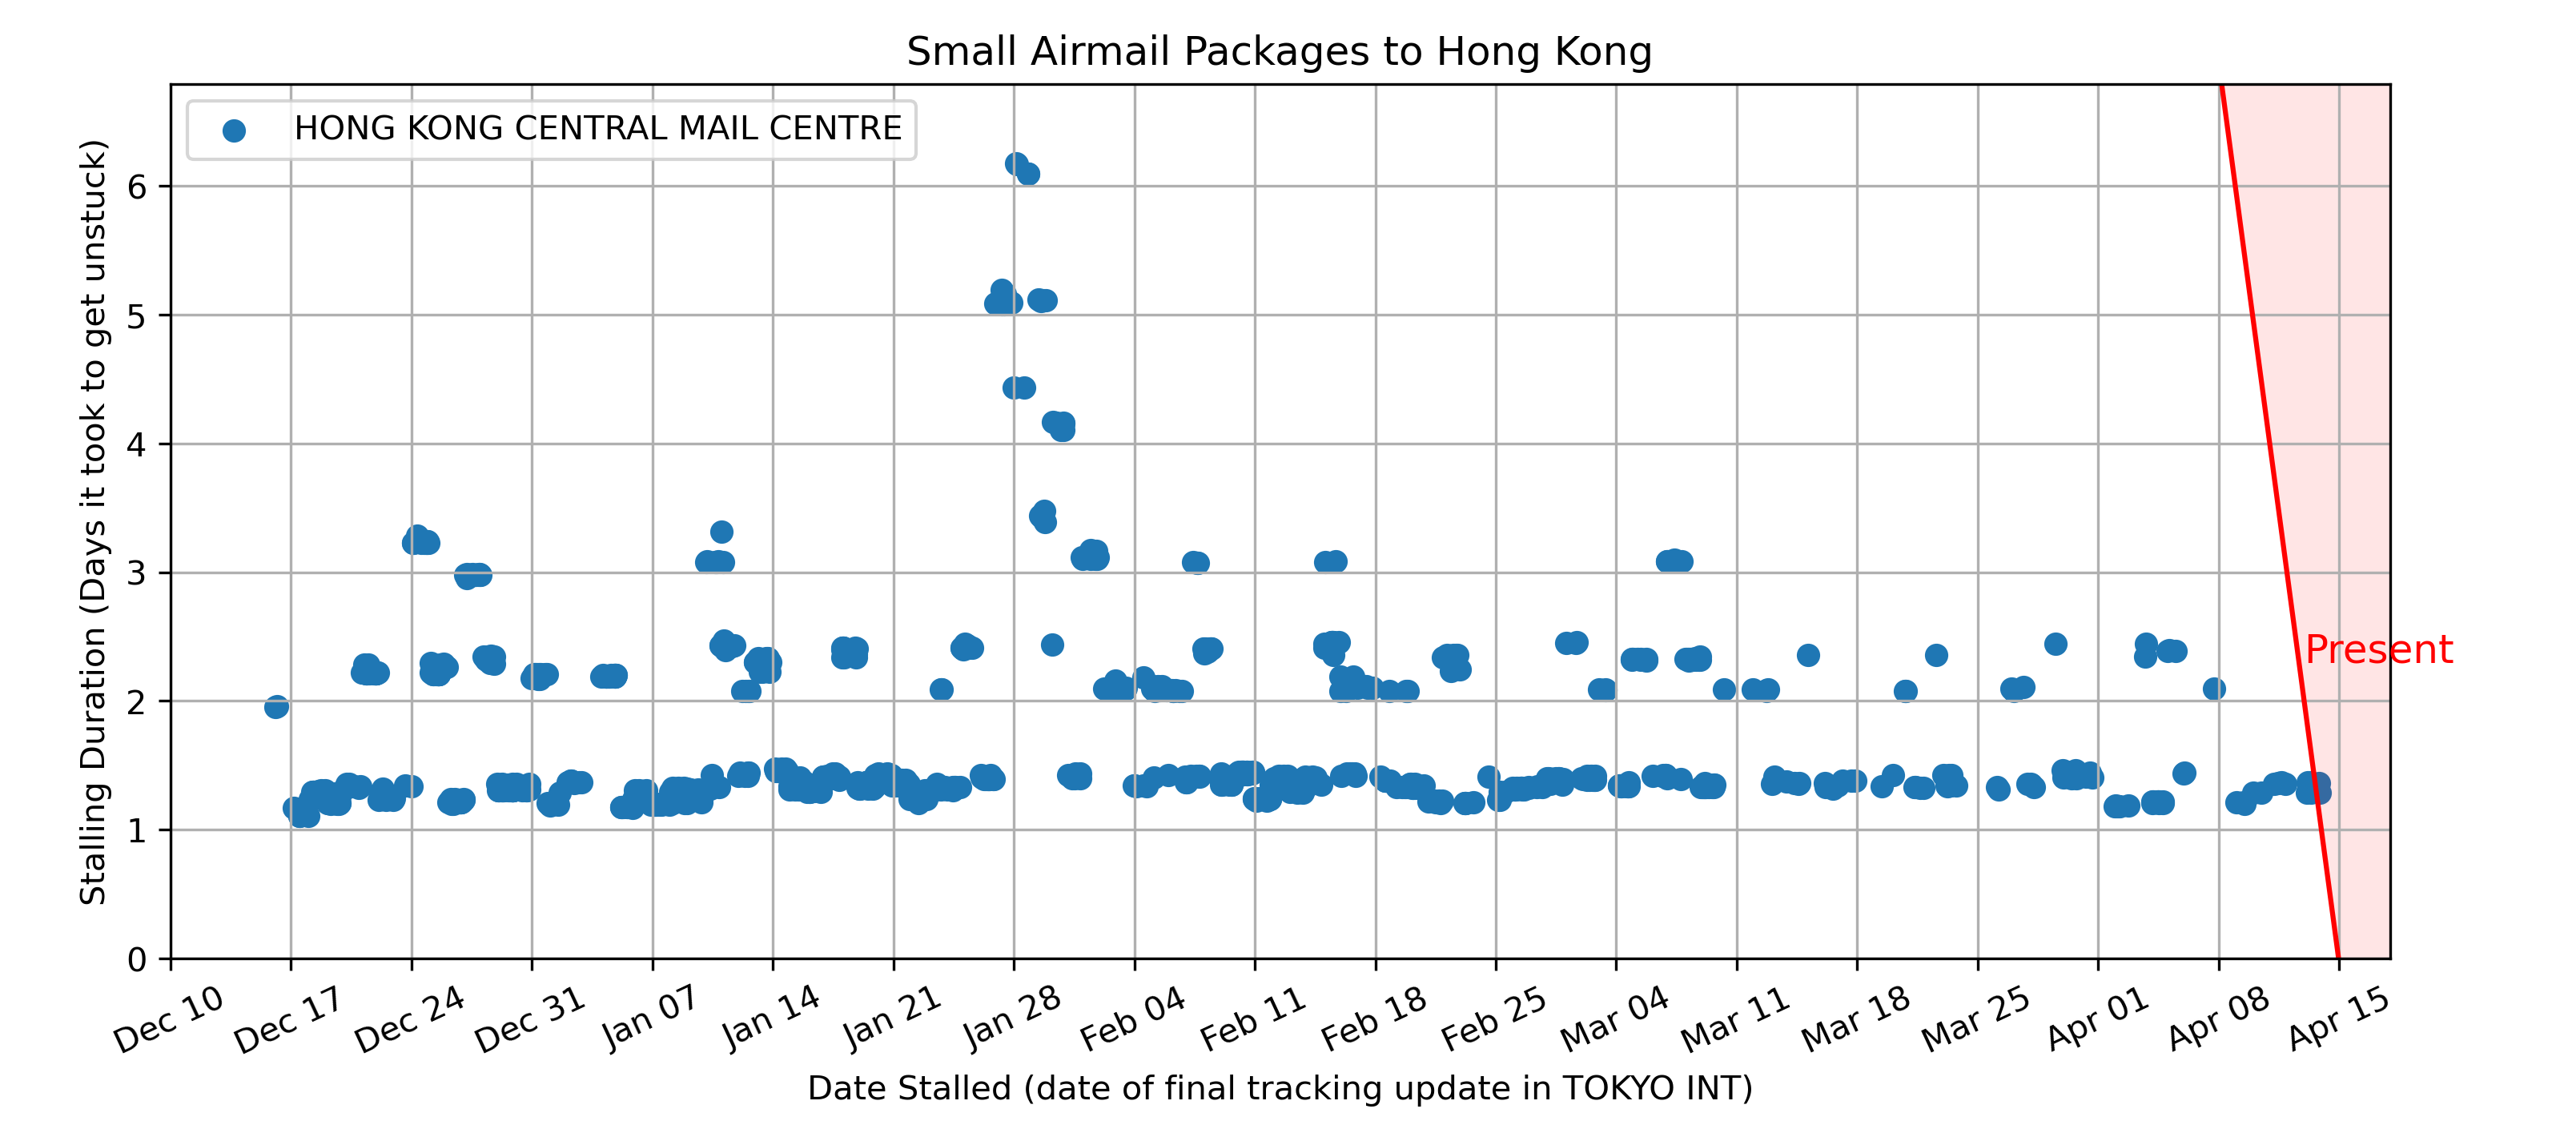 Small Airmail Packages to Hong Kong
HONG KONG CENTRAL MAIL CENTRE
Stalling Duration (Days it took to get unstuck)
6
5
4
3
2
1
0
Present
Dec 10
Dec 17
Dec 24
Dec 31
Jan 07
Jan 14
Jan 21
Jan 28
Feb 04
Feb 11
Feb 18
Feb 25
Mar 04
Mar 11
Mar 18
Mar 25
Apr 01
Apr 08
Apr 15
Date Stalled (date of final tracking update in TOKYO INT)